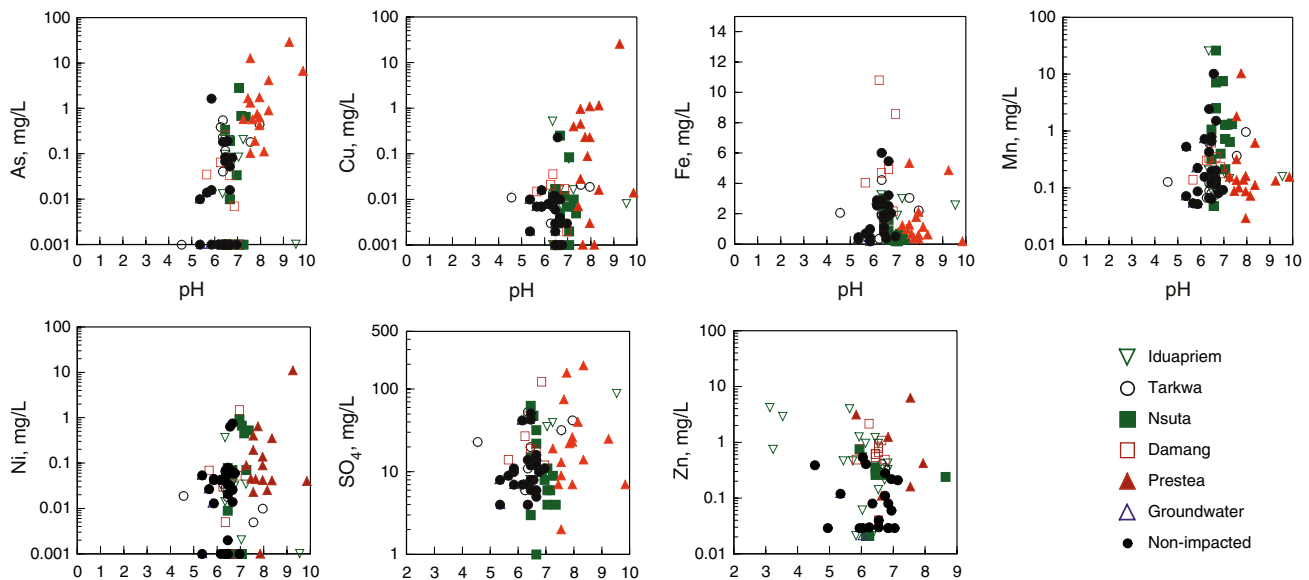 100
10
1
0.1
0.01
0.001
As, mg/L
0 1 2 3 4 5 6 7 8 9 10
pH
100
10
1
0.1
0.01
0.001
Cu, mg/L
0 1 2 3 4 5 6 7 8 9 10
pH
14
12
10
8
6
4
2
0
Fe, mg/L
0 1 2 3 4 5 6 7 8 9 10
pH
100
10
1
0.1
0.01
Mn, mg/L
0 1 2 3 4 5 6 7 8 9 10
pH
100
10
1
0.1
0.01
0.001
Ni, mg/L
0 1 2 3 4 5 6 7 8 9 10
500
100
10
1
SO4, mg/L
2 3 4 5 6 7 8 9 10
100
10
1
0.1
0.01
Zn, mg/L
2 3 4 5 6 7 8 9
Iduapriem
Tarkwa
Nsuta
Damang
Prestea
Groundwater
Non-impacted